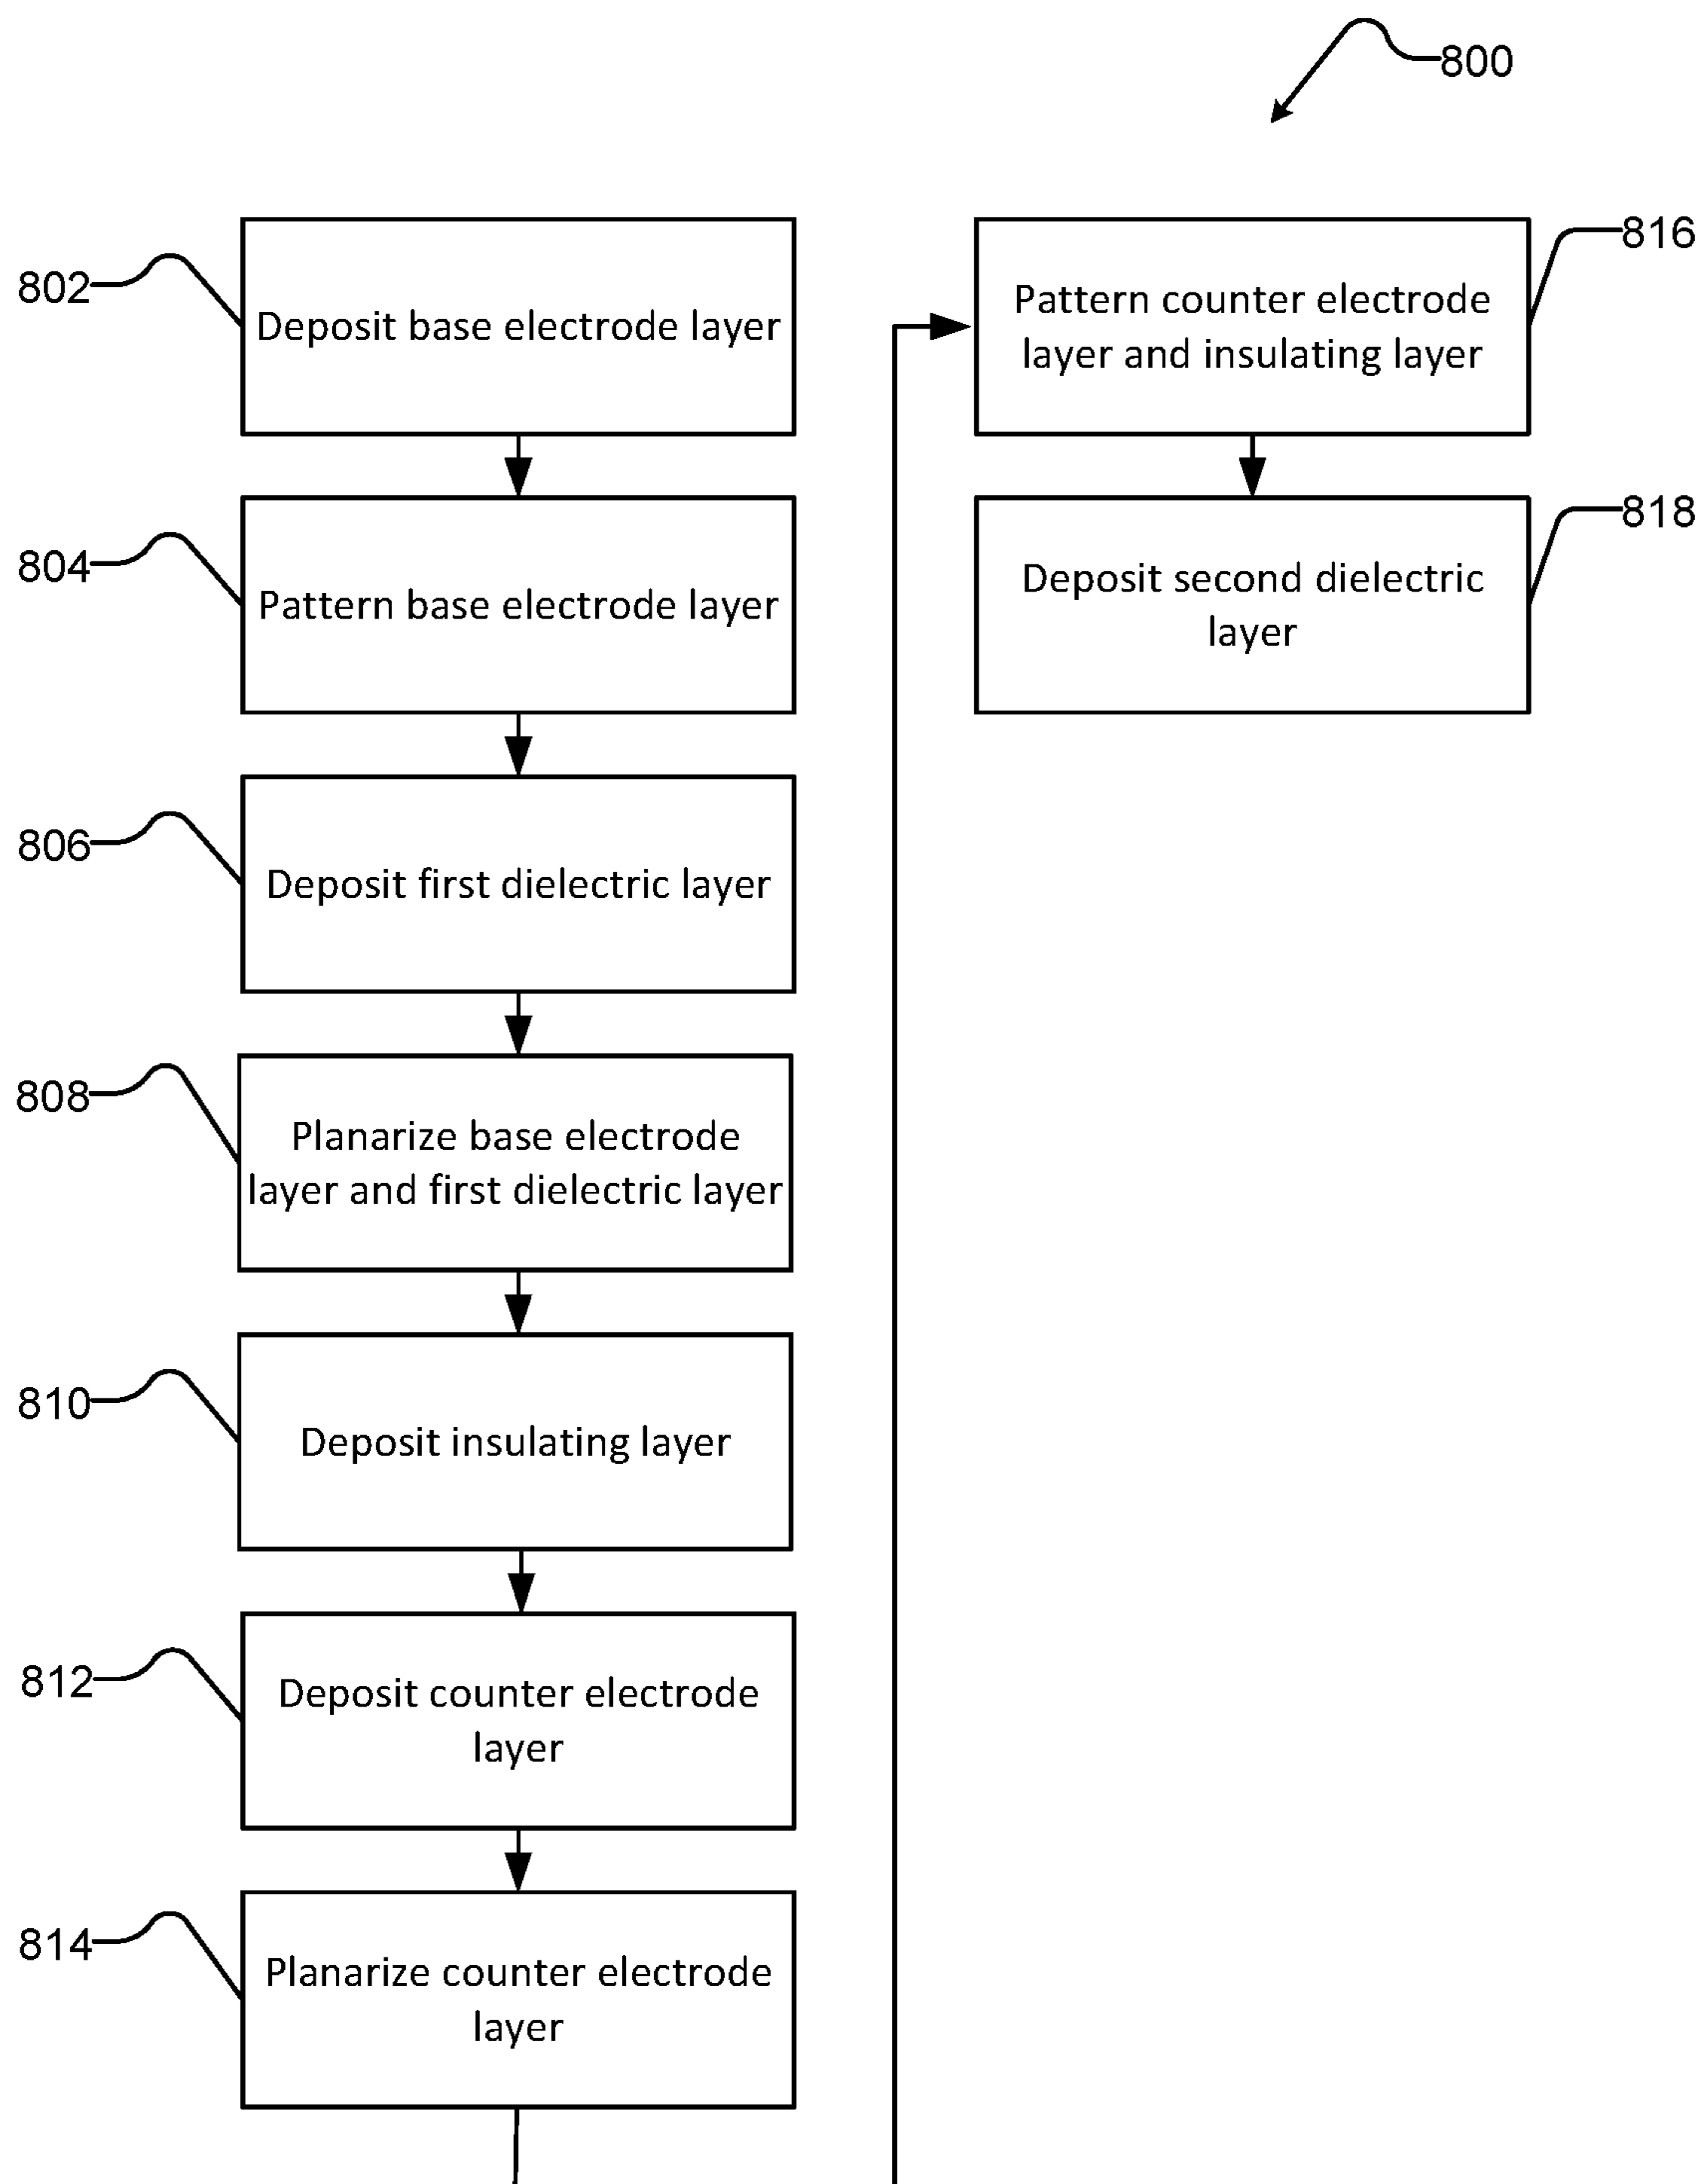 800
802
Deposit base electrode layer
804
Pattern base electrode layer
806
Deposit first dielectric layer
808
Planarize base electrode
layer and first dielectric layer
810
Deposit insulating layer
812
Deposit counter electrode
layer
814
Planarize counter electrode
layer
816
Pattern counter electrode
layer and insulating layer
818
Deposit second dielectric
layer